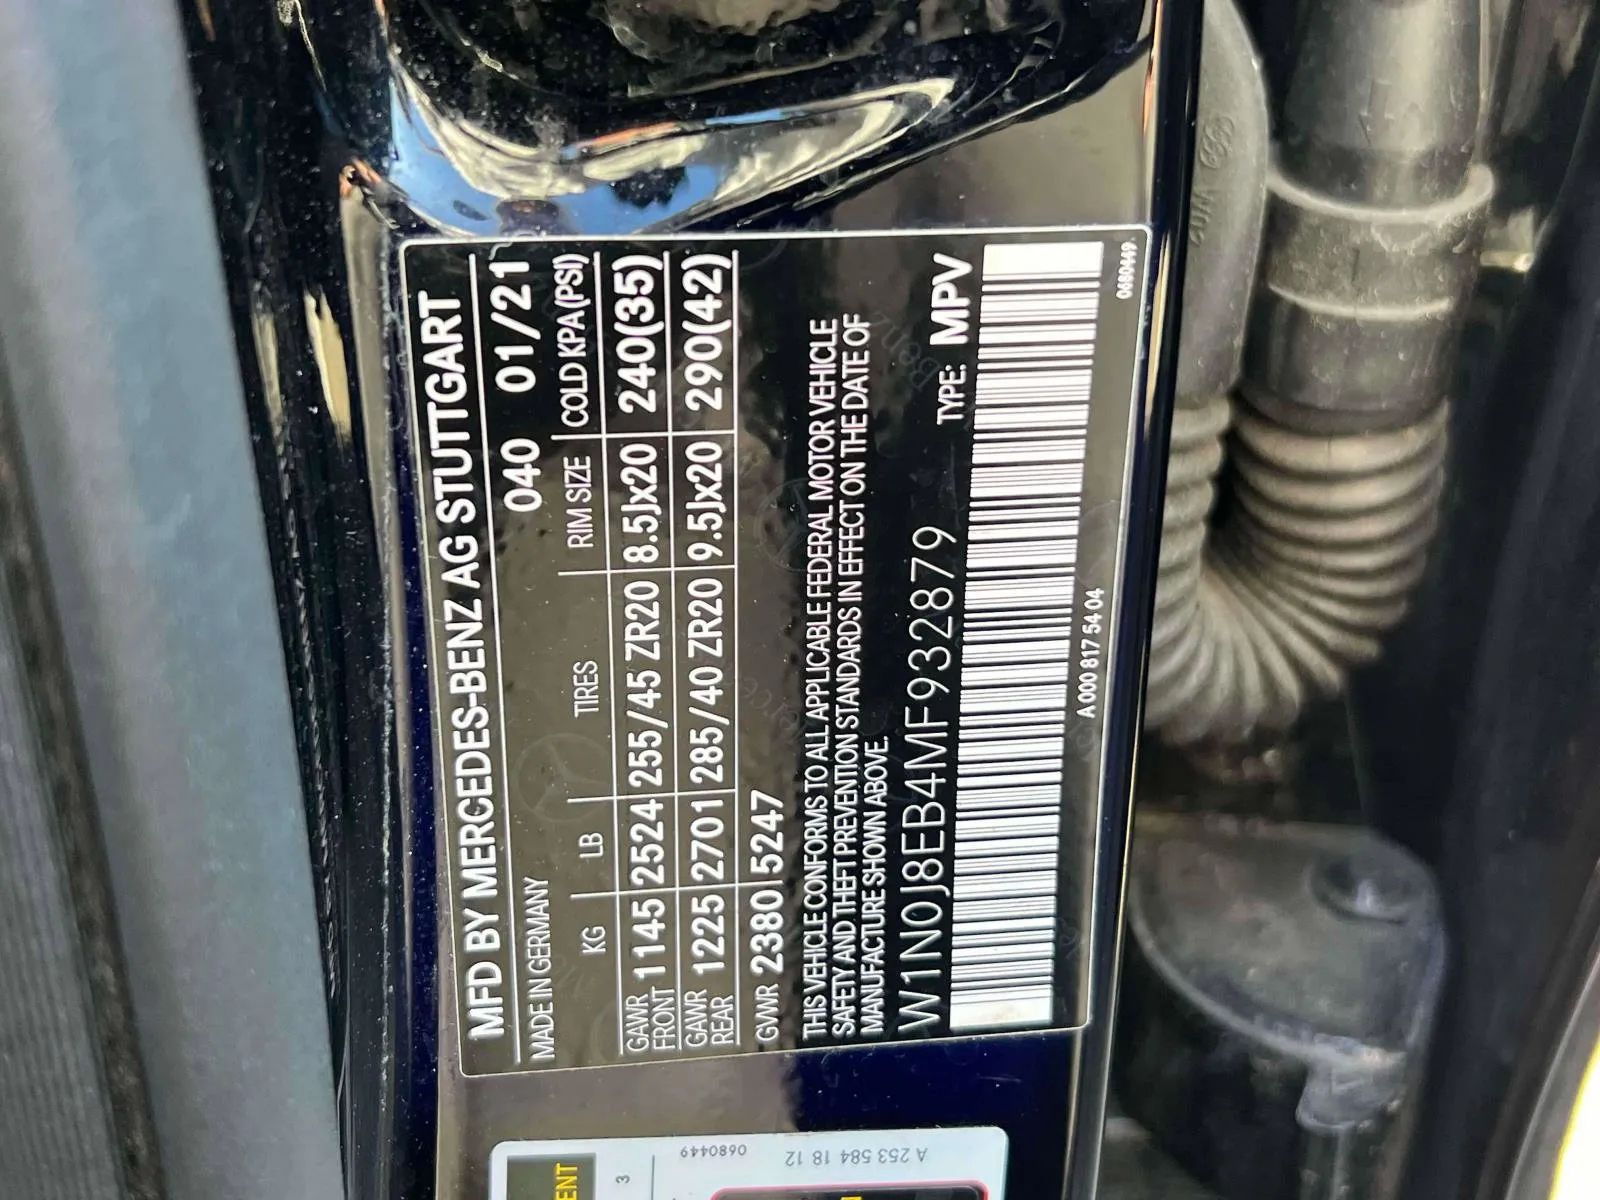 MFD BY MERCEDES-BENZ AG STUTTGART
MADE IN GERMANY 040 01/21
KG LB TIRES RIM SIZE COLD KPA(PSI)
GAWR FRONT 1145 2524 255/45 ZR20 8.5Jx20 240(35)
GAWR REAR 1225 2701 285/40 ZR20 9.5Jx20 290(42)
GVWR 2380 5247
THIS VEHICLE CONFORMS TO ALL APPLICABLE FEDERAL MOTOR VEHICLE
SAFETY AND THEFT PREVENTION STANDARDS IN EFFECT ON THE DATE OF
MANUFACTURE SHOWN ABOVE.
W1N0J8EB4MF932879 TYPE: MPV
A 000 817 54 04
0680449
A 253 584 18 12
0680449
ENT
3